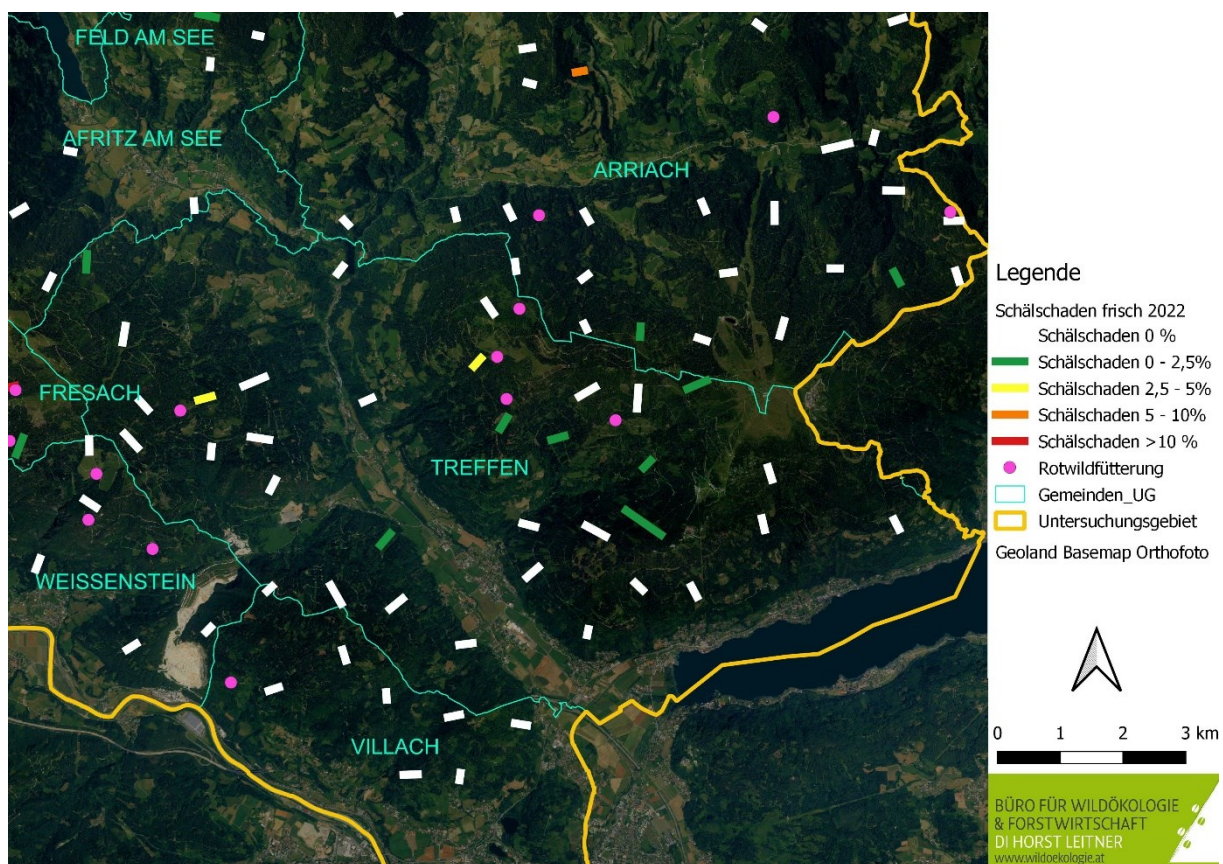 FELD AM SEE
AFRITZ AM SEE
ARRIACH
FRESACH
TREFFEN
WEISSENSTEIN
VILLACH
Legende
Schälschaden frisch 2022
Schälschaden 0 %
Schälschaden 0 - 2,5%
Schälschaden 2,5 - 5%
Schälschaden 5 - 10%
Schälschaden >10 %
Rotwildfütterung
Gemeinden_UG
Untersuchungsgebiet
Geoland Basemap Orthofoto
0 1 2 3 km
BÜRO FÜR WILDÖKOLOGIE
& FORSTWIRTSCHAFT
DI HORST LEITNER
www.wildoekologie.at